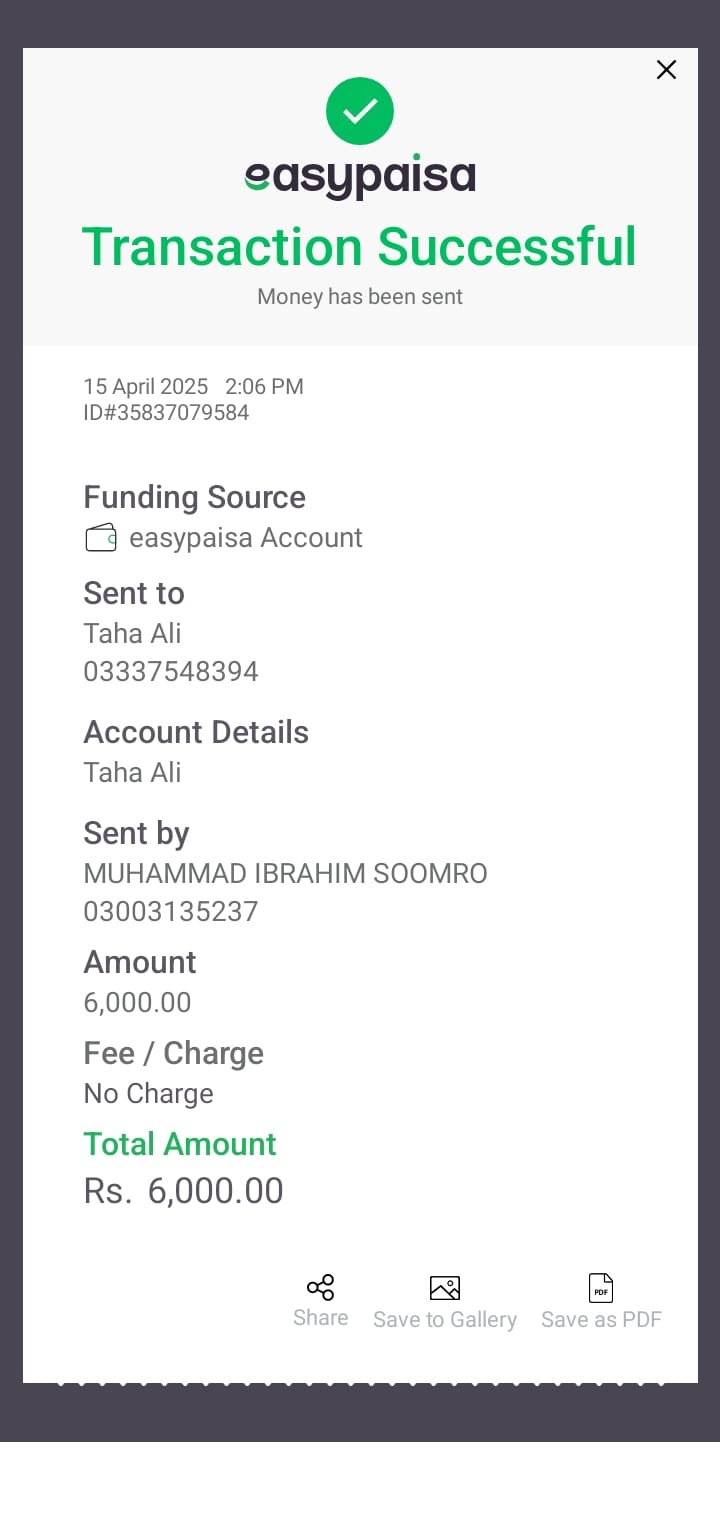 easypaisa
Transaction Successful
Money has been sent
15 April 2025 2:06 PM
ID#35837079584
Funding Source
easypaisa Account
Sent to
Taha Ali
03337548394
Account Details
Taha Ali
Sent by
MUHAMMAD IBRAHIM SOOMRO
03003135237
Amount
6,000.00
Fee / Charge
No Charge
Total Amount
Rs. 6,000.00
PDF
Share Save to Gallery Save as PDF